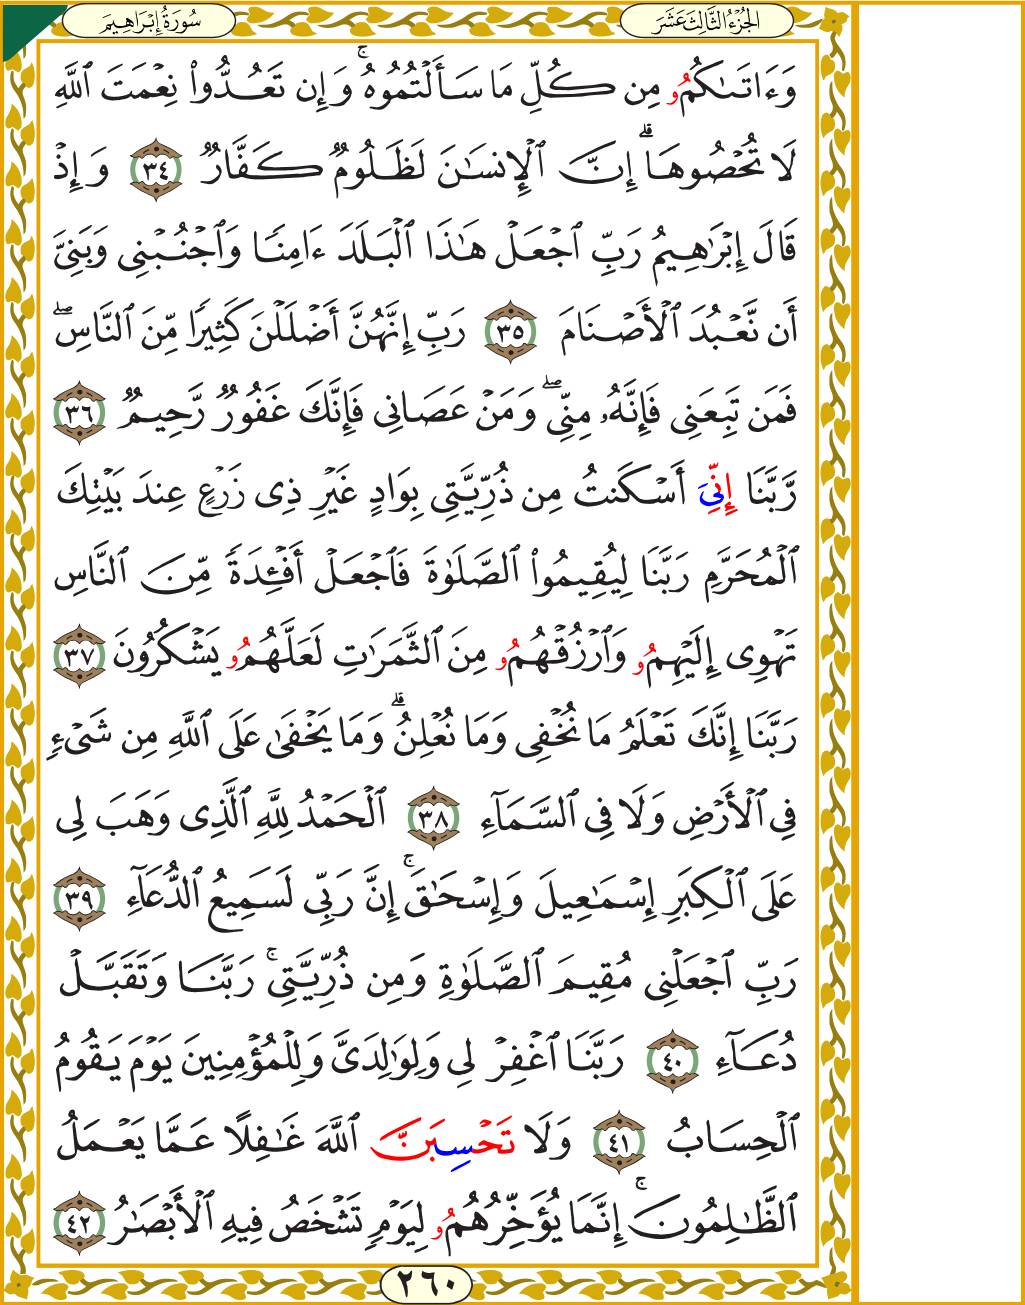 سُورَةُ إِبْرَاهِيم
الجُزْءُ الثَّالِثَ عَشَرَ
وَءَاتَىٰكُمُۥ مِن كُلِّ مَا سَأَلْتُمُوهُۚ وَإِن تَعُدُّوا۟ نِعْمَتَ ٱللَّهِ
لَا تُحْصُوهَاۗ إِنَّ ٱلْإِنسَـٰنَ لَظَلُومٌ كَفَّارٌ ٣٤ وَإِذْ
قَالَ إِبْرَٰهِيمُ رَبِّ ٱجْعَلْ هَـٰذَا ٱلْبَلَدَ ءَامِنًا وَٱجْنُبْنِى وَبَنِىَّ
أَن نَّعْبُدَ ٱلْأَصْنَامَ ٣٥ رَبِّ إِنَّهُنَّ أَضْلَلْنَ كَثِيرًا مِّنَ ٱلنَّاسِۖ
فَمَن تَبِعَنِى فَإِنَّهُۥ مِنِّىۖ وَمَنْ عَصَانِى فَإِنَّكَ غَفُورٌ رَّحِيمٌ ٣٦
رَّبَّنَا إِنِّىَ أَسْكَنتُ مِن ذُرِّيَّتِى بِوَادٍ غَيْرِ ذِى زَرْعٍ عِندَ بَيْتِكَ
ٱلْمُحَرَّمِ رَبَّنَا لِيُقِيمُوا۟ ٱلصَّلَوٰةَ فَٱجْعَلْ أَفْـِٔدَةً مِّنَ ٱلنَّاسِ
تَهْوِى إِلَيْهِمُۥ وَٱرْزُقْهُمُۥ مِنَ ٱلثَّمَرَٰتِ لَعَلَّهُمُۥ يَشْكُرُونَ ٣٧
رَبَّنَا إِنَّكَ تَعْلَمُ مَا نُخْفِى وَمَا نُعْلِنُۗ وَمَا يَخْفَىٰ عَلَى ٱللَّهِ مِن شَىْءٍ
فِى ٱلْأَرْضِ وَلَا فِى ٱلسَّمَآءِ ٣٨ ٱلْحَمْدُ لِلَّهِ ٱلَّذِى وَهَبَ لِى
عَلَى ٱلْكِبَرِ إِسْمَـٰعِيلَ وَإِسْحَـٰقَۚ إِنَّ رَبِّى لَسَمِيعُ ٱلدُّعَآءِ ٣٩
رَبِّ ٱجْعَلْنِى مُقِيمَ ٱلصَّلَوٰةِ وَمِن ذُرِّيَّتِىۚ رَبَّنَا وَتَقَبَّلْ
دُعَآءِ ٤٠ رَبَّنَا ٱغْفِرْ لِى وَلِوَٰلِدَىَّ وَلِلْمُؤْمِنِينَ يَوْمَ يَقُومُ
ٱلْحِسَابُ ٤١ وَلَا تَحْسِبَنَّ ٱللَّهَ غَـٰفِلًا عَمَّا يَعْمَلُ
ٱلظَّـٰلِمُونَۚ إِنَّمَا يُؤَخِّرُهُمُۥ لِيَوْمٍ تَشْخَصُ فِيهِ ٱلْأَبْصَـٰرُ ٤٢
٢٦٠